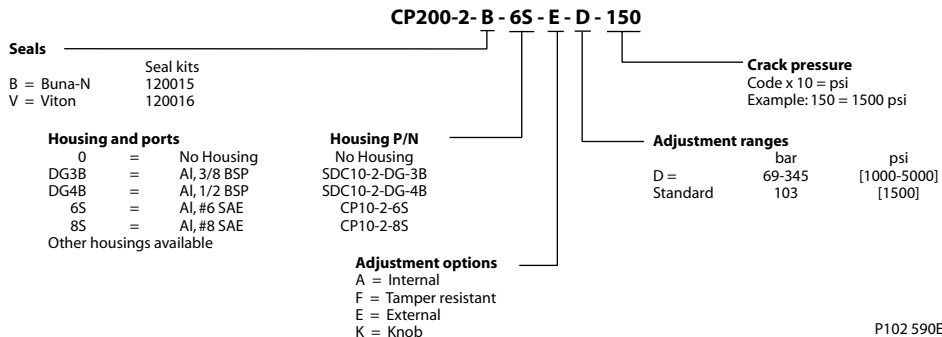 CP200-2- B - 6S - E - D - 150
Seals
Seal kits
B = Buna-N 120015
V = Viton 120016
Crack pressure
Code x 10 = psi
Example: 150 = 1500 psi
Housing and ports Housing P/N
0 = No Housing No Housing
DG3B = Al, 3/8 BSP SDC10-2-DG-3B
DG4B = Al, 1/2 BSP SDC10-2-DG-4B
6S = Al, #6 SAE CP10-2-6S
8S = Al, #8 SAE CP10-2-8S
Other housings available
Adjustment ranges
bar psi
D = 69-345 [1000-5000]
Standard 103 [1500]
Adjustment options
A = Internal
F = Tamper resistant
E = External
K = Knob
P102 590E